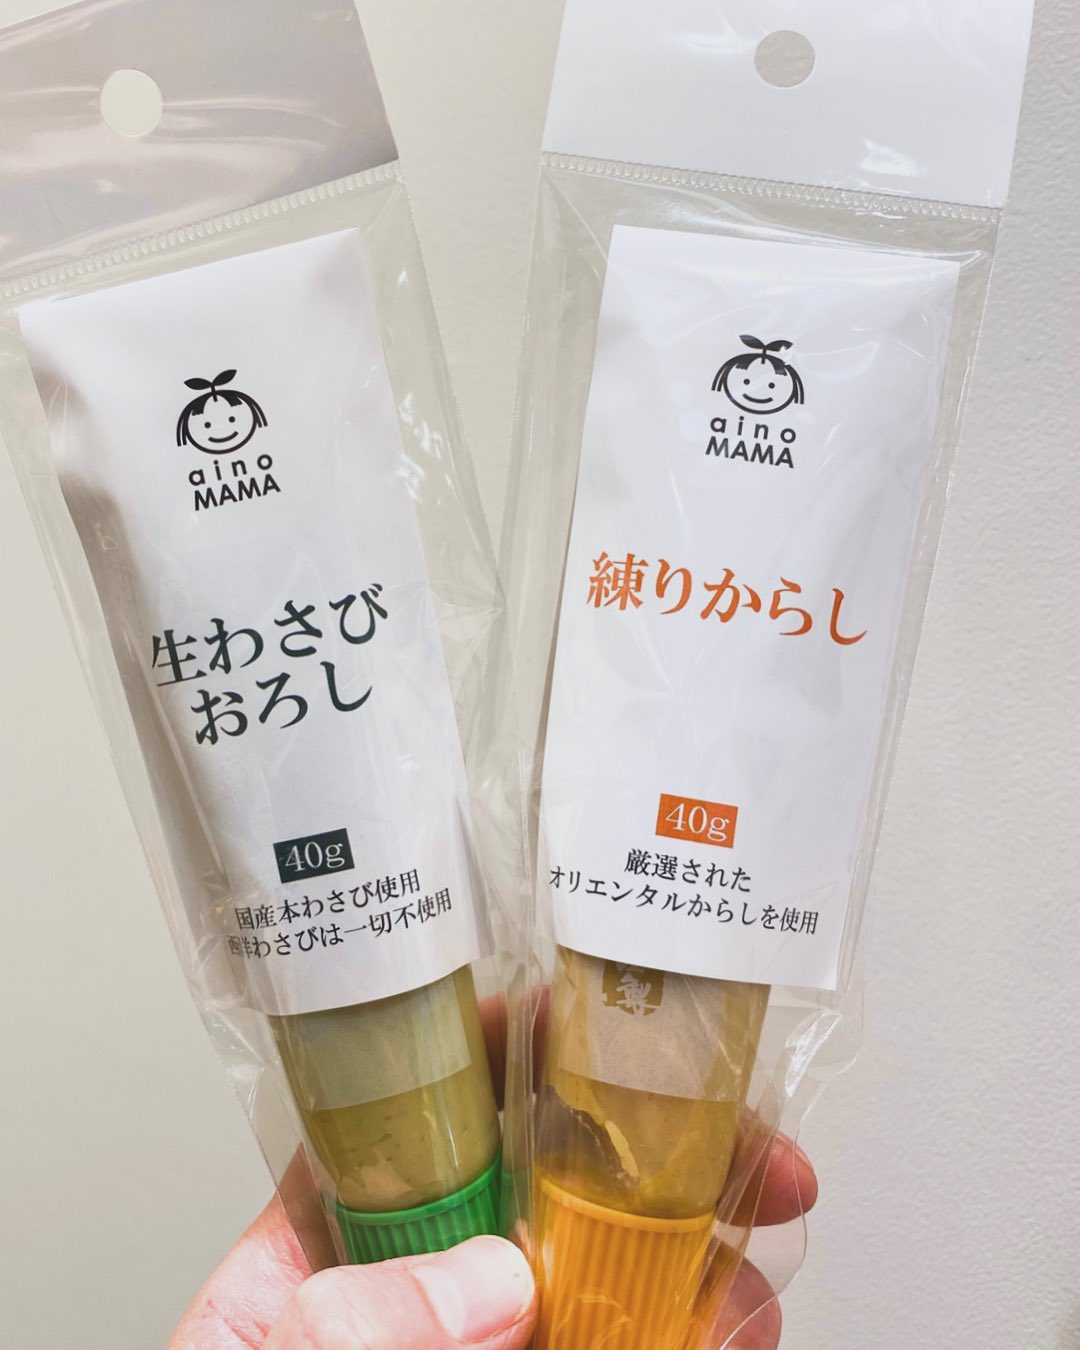 aino
MAMA
生わさび
おろし
40g
国産本わさび使用
西洋わさびは一切不使用
aino
MAMA
練りからし
40g
厳選された
オリエンタルからしを使用
製